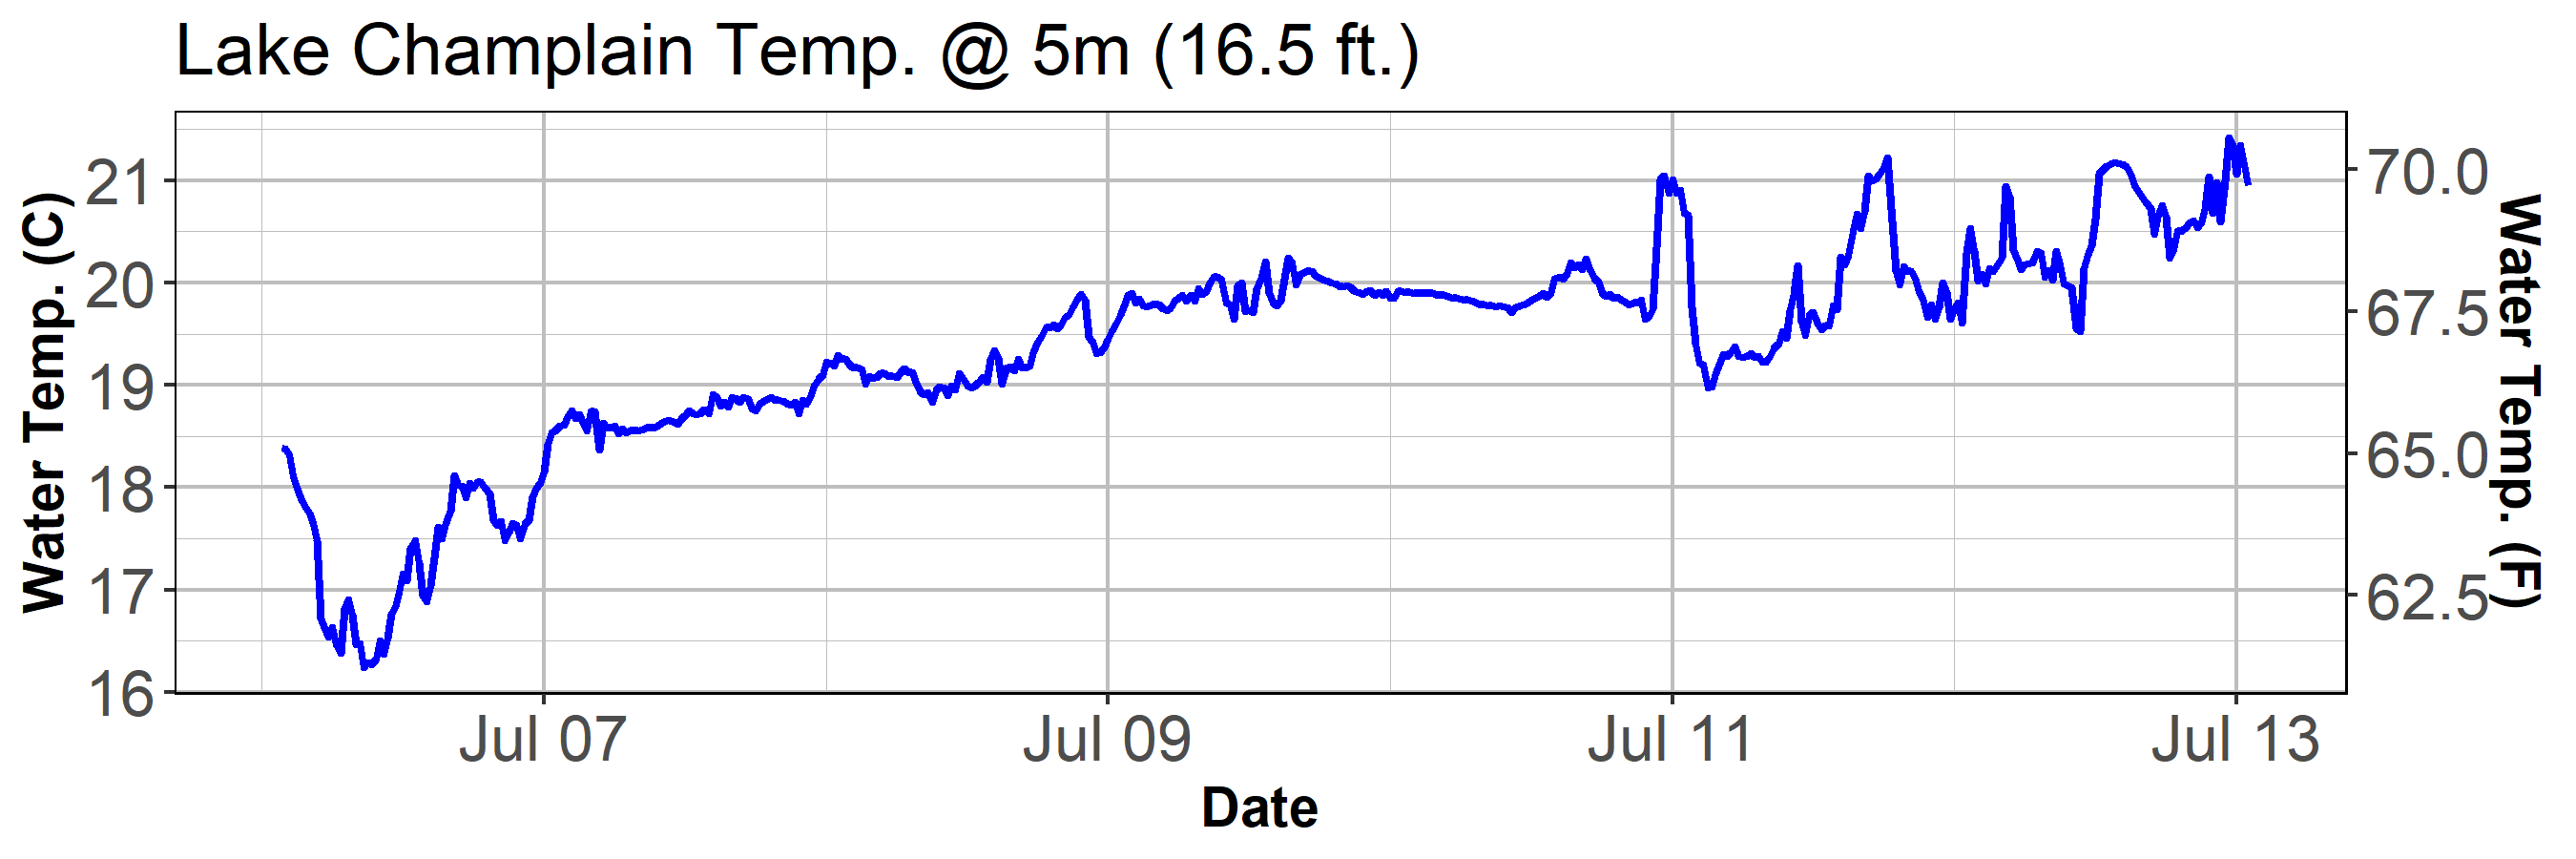 Lake Champlain Temp. @ 5m (16.5 ft.)
Water Temp. (C)
21
20
19
18
17
16
70.0
67.5
65.0
62.5
Water Temp. (F)
Jul 07
Jul 09
Jul 11
Jul 13
Date